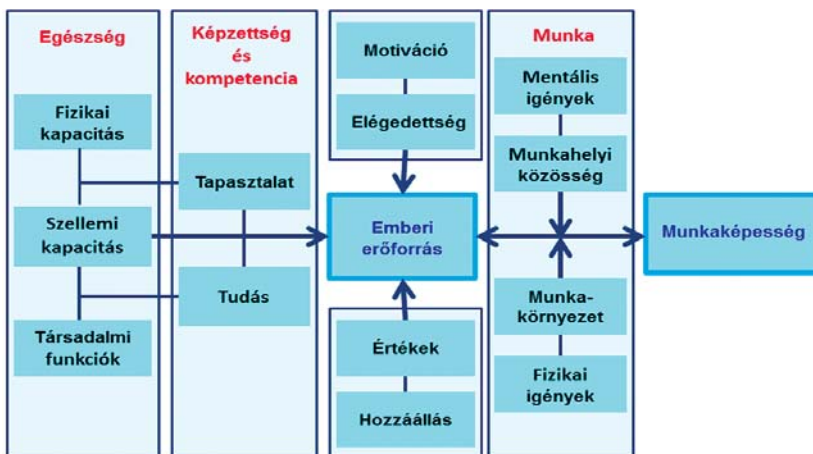 Egészség
Fizikai
kapacitás
Szellemi
kapacitás
Társadalmi
funkciók
Képzettség
és
kompetencia
Tapasztalat
Tudás
Motiváció
Elégedettség
Emberi
erőforrás
Értékek
Hozzáállás
Munka
Mentális
igények
Munkahelyi
közösség
Munka-
környezet
Fizikai
igények
Munkaképesség